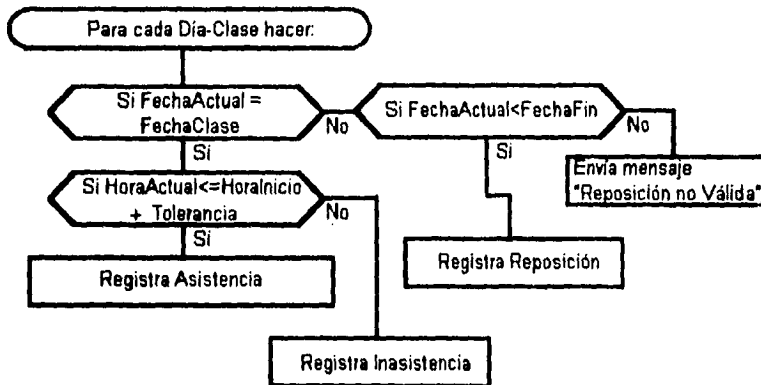 Para cada Día-Clase hacer:
Si FechaActual =
FechaClase
No
Si FechaActual<FechaFin
No
Si
Si
Envía mensaje
"Reposición no Válida"
Si HoraActual<=HoraInicio
+ Tolerancia
No
Si
Registra Asistencia
Registra Reposición
Registra Inasistencia